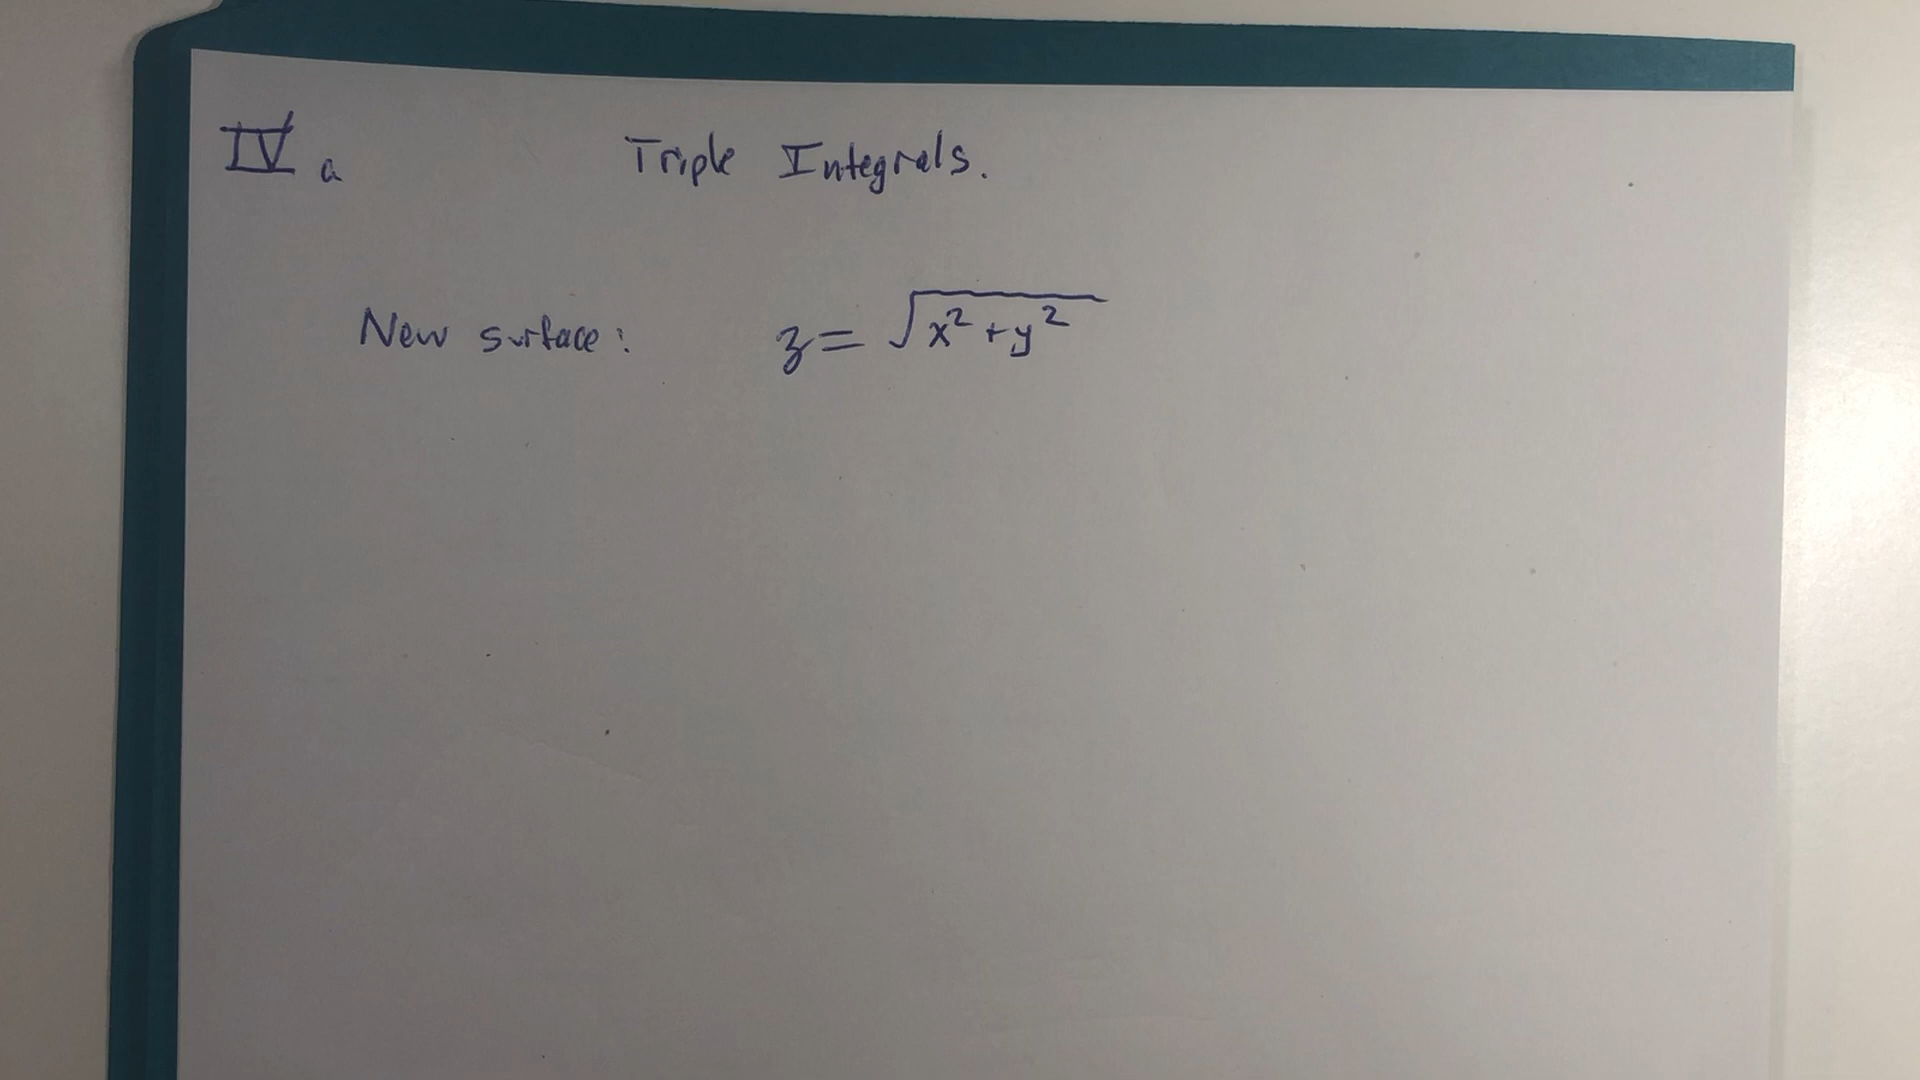 IV a Triple Integrals.
New surface: z = √(x² + y²)